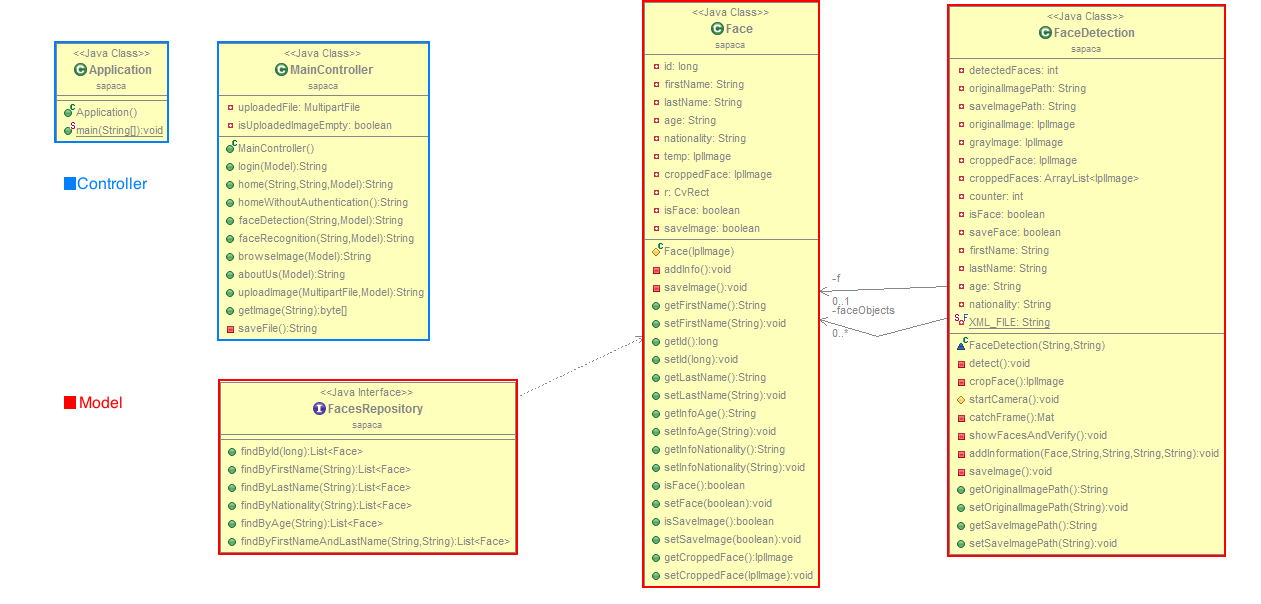 <<Java Class>>
Application
sapaca
Application()
main(String[]):void
<<Java Class>>
MainController
sapaca
uploadedFile: MultipartFile
isUploadedImageEmpty: boolean
MainController()
login(Model):String
home(String,String,Model):String
homeWithoutAuthentication():String
faceDetection(String,Model):String
faceRecognition(String,Model):String
browseImage(Model):String
aboutUs(Model):String
uploadImage(MultipartFile,Model):String
getImage(String):byte[]
saveFile():String
Controller
Model
<<Java Interface>>
FacesRepository
sapaca
findById(long):List<Face>
findByFirstName(String):List<Face>
findByLastName(String):List<Face>
findByNationality(String):List<Face>
findByAge(String):List<Face>
findByFirstNameAndLastName(String,String):List<Face>
<<Java Class>>
Face
sapaca
id: long
firstName: String
lastName: String
age: String
nationality: String
temp: IplImage
croppedFace: IplImage
r: CvRect
isFace: boolean
saveImage: boolean
Face(IplImage)
addInfo():void
saveImage():void
getFirstName():String
setFirstName(String):void
getId():long
setId(long):void
getLastName():String
setLastName(String):void
getInfoAge():String
setInfoAge(String):void
getInfoNationality():String
setInfoNationality(String):void
isFace():boolean
setFace(boolean):void
isSaveImage():boolean
setSaveImage(boolean):void
getCroppedFace():IplImage
setCroppedFace(IplImage):void
-f
0..1
-faceObjects
0..*
<<Java Class>>
FaceDetection
sapaca
detectedFaces: int
originalImagePath: String
saveImagePath: String
originalImage: IplImage
grayImage: IplImage
croppedFace: IplImage
croppedFaces: ArrayList<IplImage>
counter: int
isFace: boolean
saveFace: boolean
firstName: String
lastName: String
age: String
nationality: String
XML_FILE: String
FaceDetection(String,String)
detect():void
cropFace():IplImage
startCamera():void
catchFrame():Mat
showFacesAndVerify():void
addInformation(Face,String,String,String,String):void
saveImage():void
getOriginalImagePath():String
setOriginalImagePath(String):void
getSaveImagePath():String
setSaveImagePath(String):void